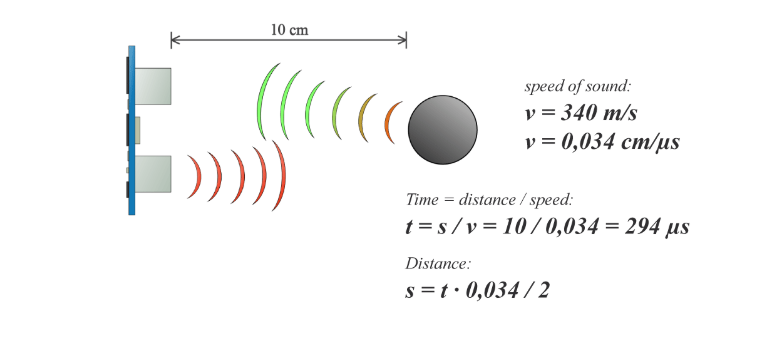 10 cm
speed of sound:
v = 340 m/s
v = 0,034 cm/µs
Time = distance / speed:
t = s / v = 10 / 0,034 = 294 µs
Distance:
s = t · 0,034 / 2